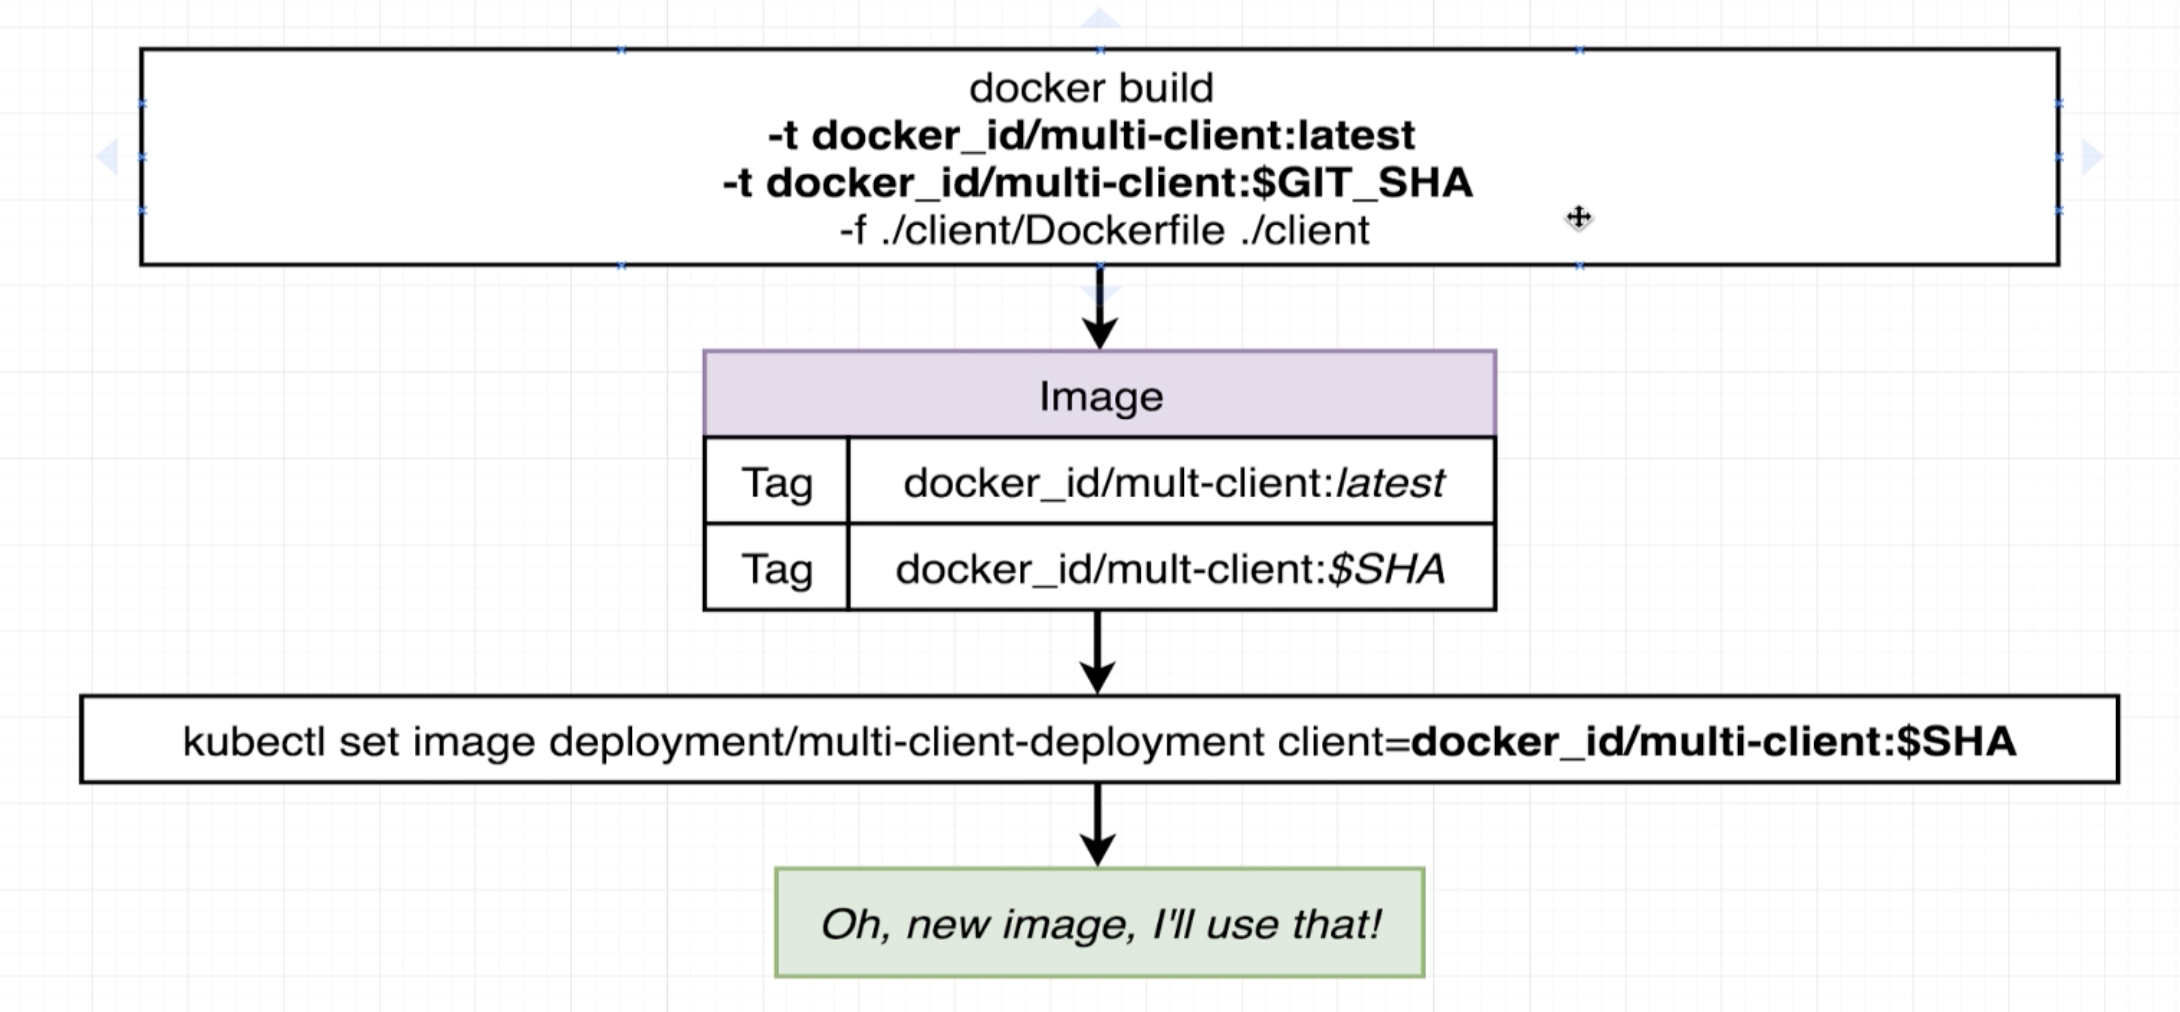 docker build
-t docker_id/multi-client:latest
-t docker_id/multi-client:$GIT_SHA
-f ./client/Dockerfile ./client
Image
Tag docker_id/mult-client:latest
Tag docker_id/mult-client:$SHA
kubectl set image deployment/multi-client-deployment client=docker_id/multi-client:$SHA
Oh, new image, I'll use that!